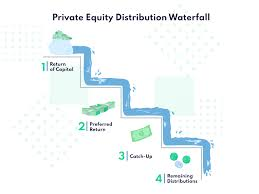 Private Equity Distribution Waterfall
1 Return
of Capital
2 Preferred
Return
3 Catch-Up
4 Remaining
Distributions